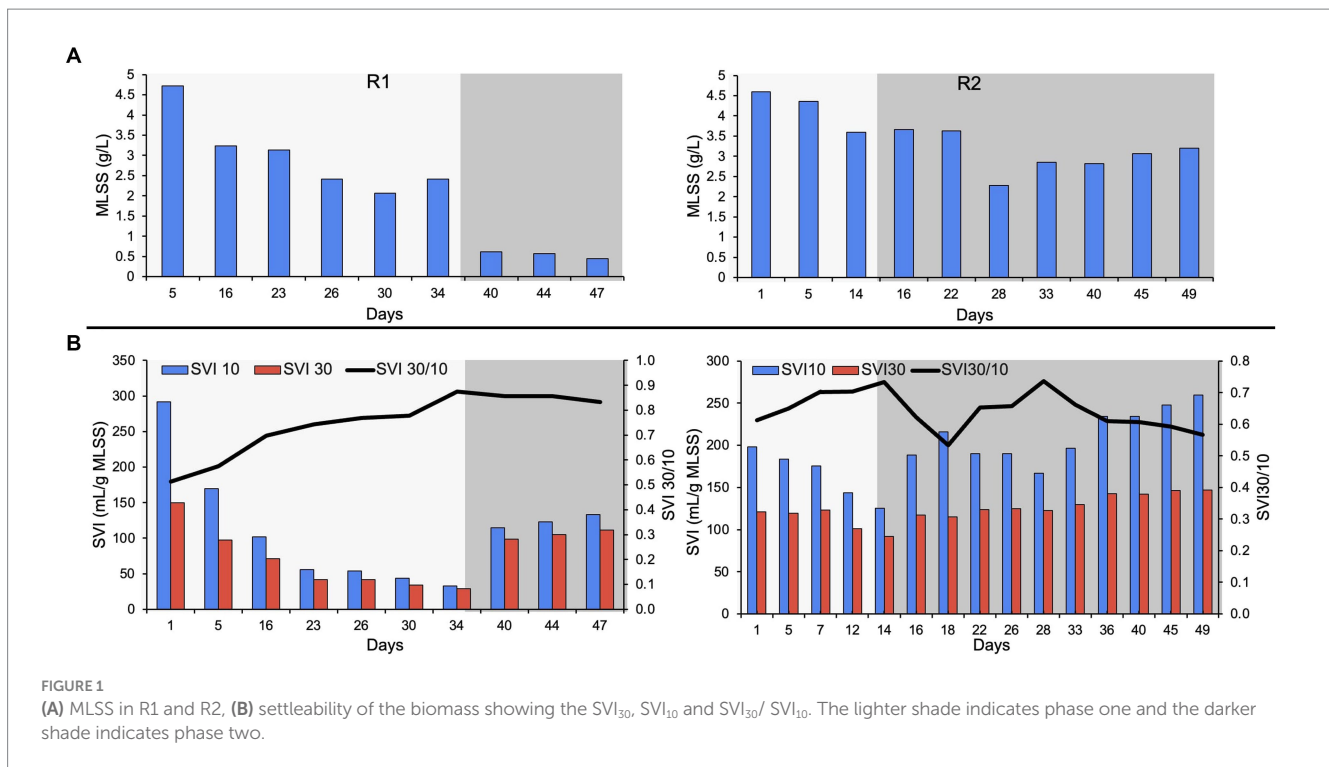 A
R1
MLSS (g/L)
5
4.5
4
3.5
3
2.5
2
1.5
1
0.5
0
5 16 23 26 30 34 40 44 47
Days
R2
MLSS (g/L)
5
4.5
4
3.5
3
2.5
2
1.5
1
0.5
0
1 5 14 16 22 28 33 40 45 49
Days
B
SVI 10 SVI 30 SVI 30/10
SVI (mL/g MLSS)
350
300
250
200
150
100
50
0
1.0
0.9
0.8
0.7
0.6
0.5
0.4
0.3
0.2
0.1
0.0
SVI 30/10
1 5 16 23 26 30 34 40 44 47
Days
SVI10 SVI30 SVI30/10
SVI (mL/g MLSS)
300
250
200
150
100
50
0
0.8
0.7
0.6
0.5
0.4
0.3
0.2
0.1
0.0
SVI30/10
1 5 7 12 14 16 18 22 26 28 33 36 40 45 49
Days
FIGURE 1
(A) MLSS in R1 and R2, (B) settleability of the biomass showing the SVI₃₀, SVI₁₀ and SVI₃₀/ SVI₁₀. The lighter shade indicates phase one and the darker
shade indicates phase two.